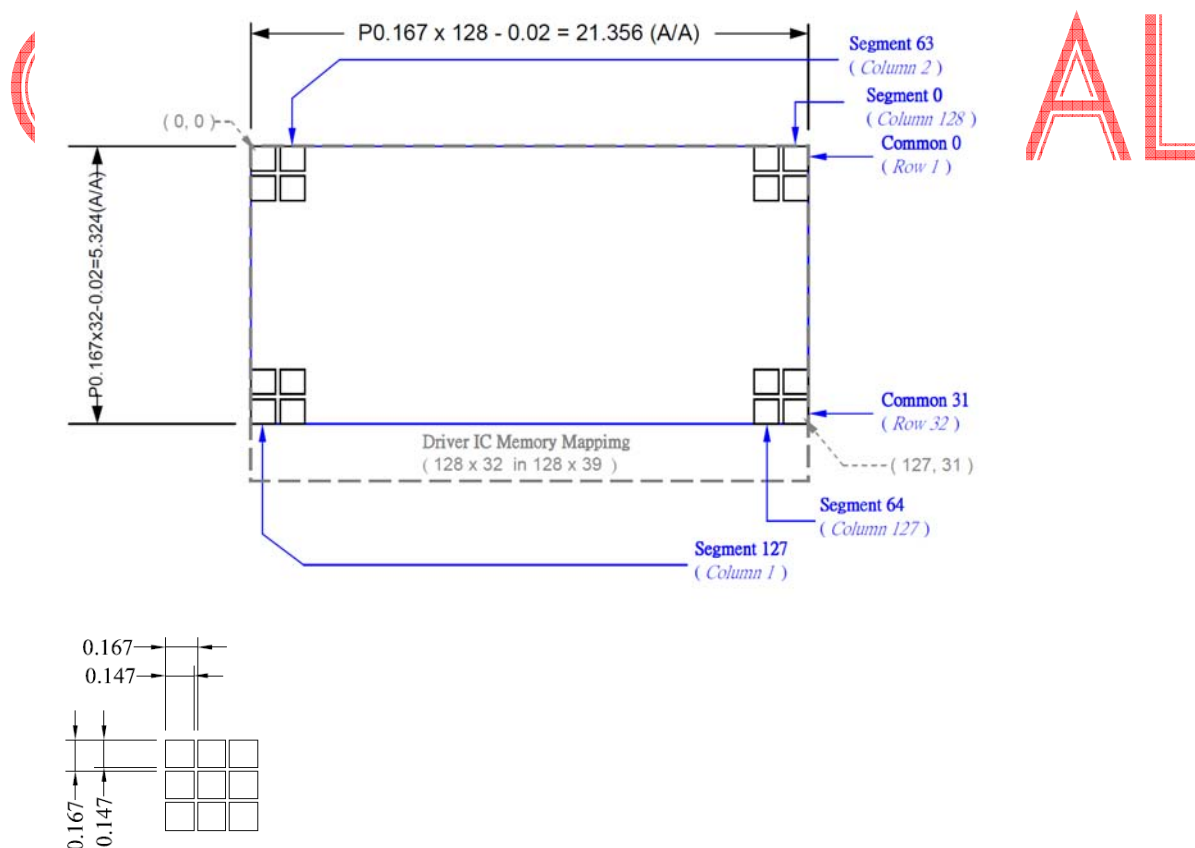 P0.167 x 128 - 0.02 = 21.356 (A/A)
Segment 63
( Column 2 )
Segment 0
( Column 128 )
( 0, 0 )
Common 0
( Row 1 )
AL
P0.167x32-0.02=5.324(A/A)
Common 31
( Row 32 )
Driver IC Memory Mappimg
( 128 x 32 in 128 x 39 )
( 127, 31 )
Segment 64
( Column 127 )
Segment 127
( Column 1 )
0.167
0.147
0.167
0.147